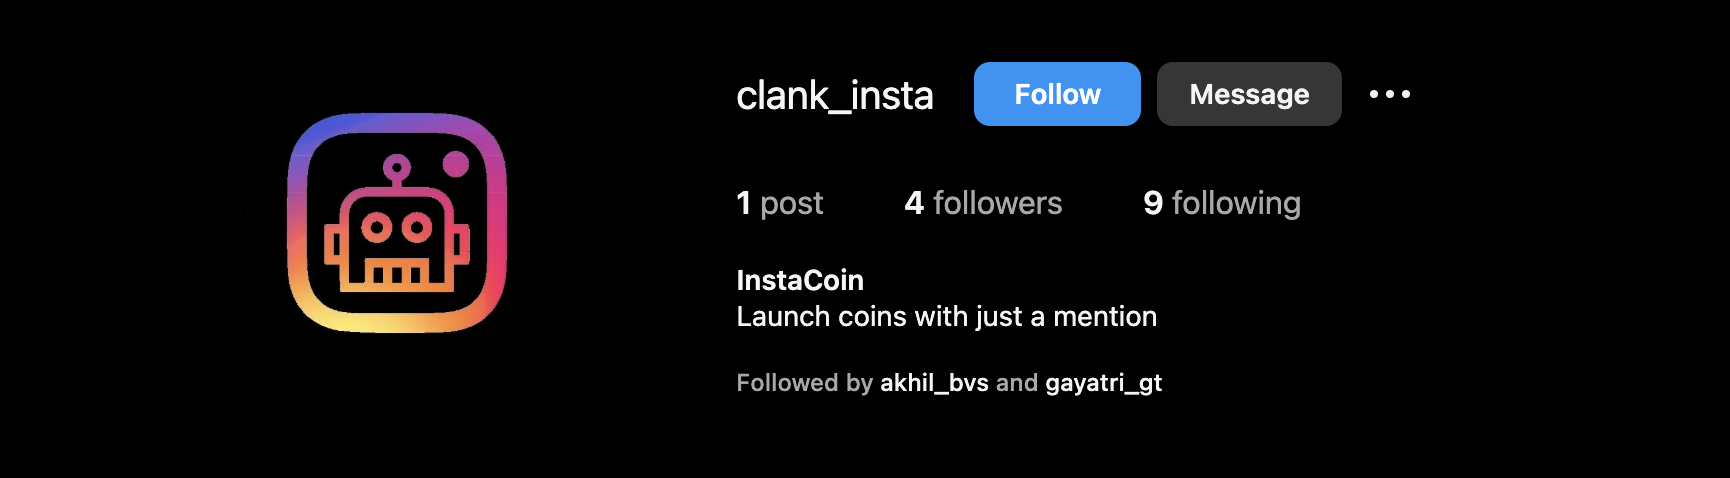 clank_insta Follow Message
1 post 4 followers 9 following
InstaCoin
Launch coins with just a mention
Followed by akhil_bvs and gayatri_gt